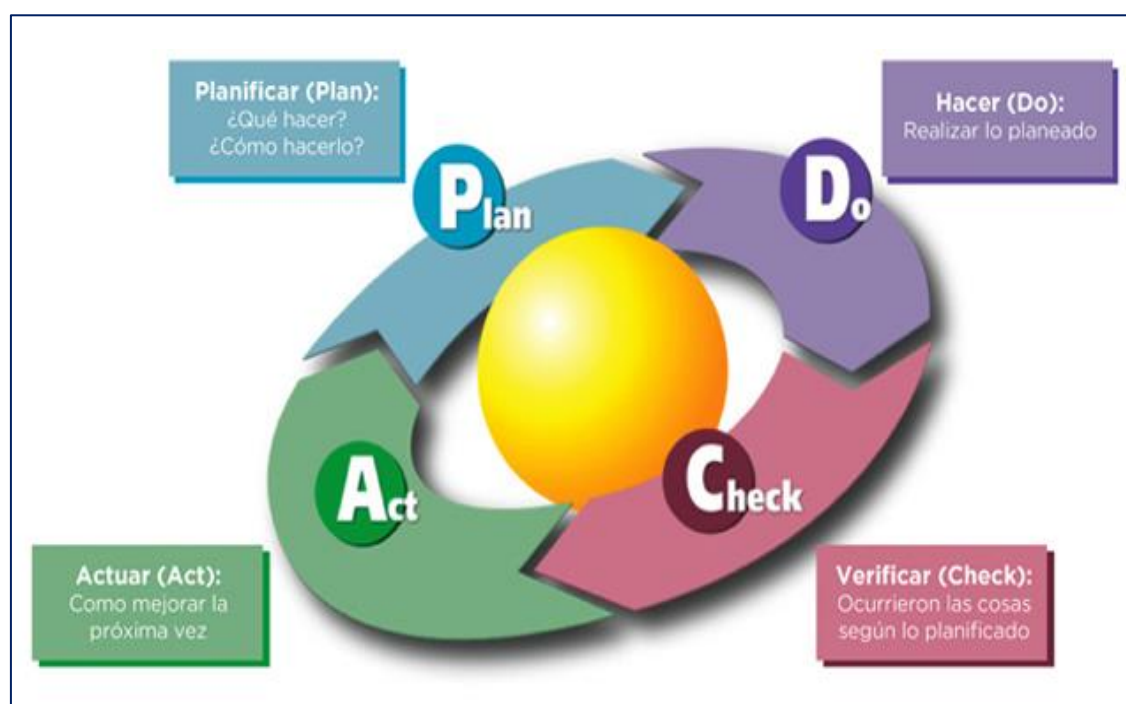 Planificar (Plan):
¿Qué hacer?
¿Cómo hacerlo?
Hacer (Do):
Realizar lo planeado
Plan
Do
Act
Check
Actuar (Act):
Como mejorar la
próxima vez
Verificar (Check):
Ocurrieron las cosas
según lo planificado